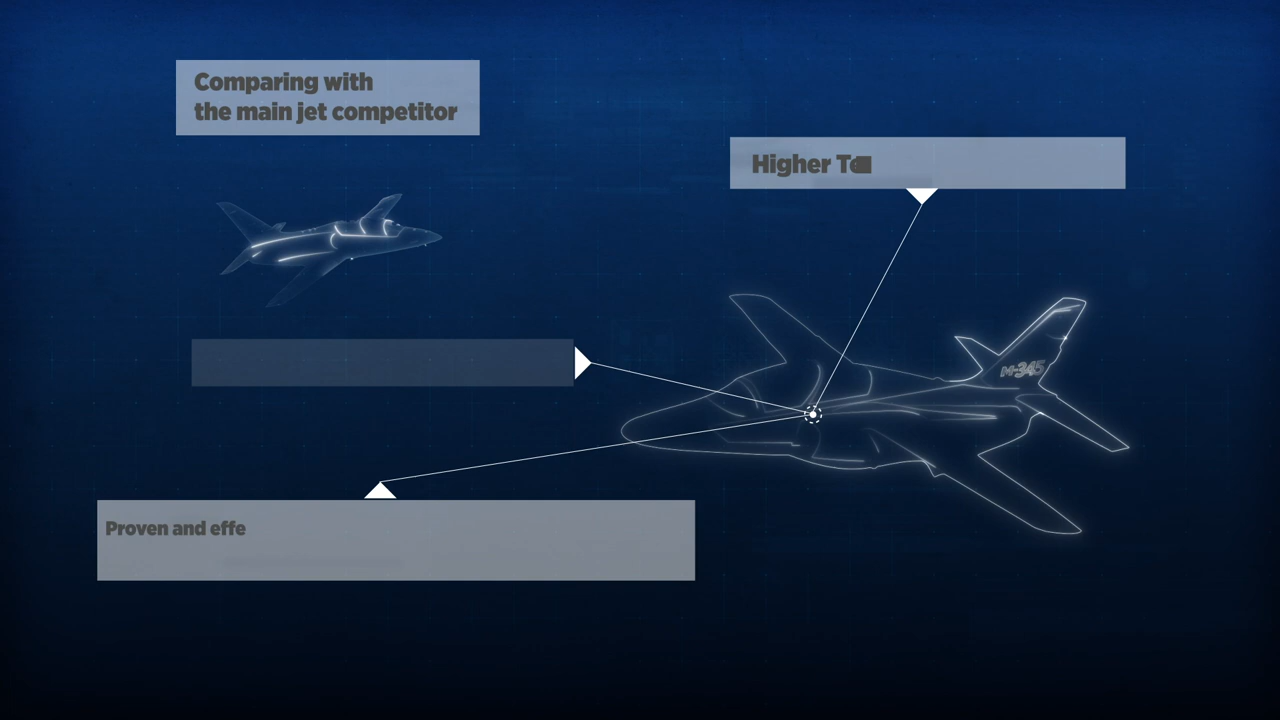 Comparing with
the main jet competitor
Higher
M-345
Proven and effe